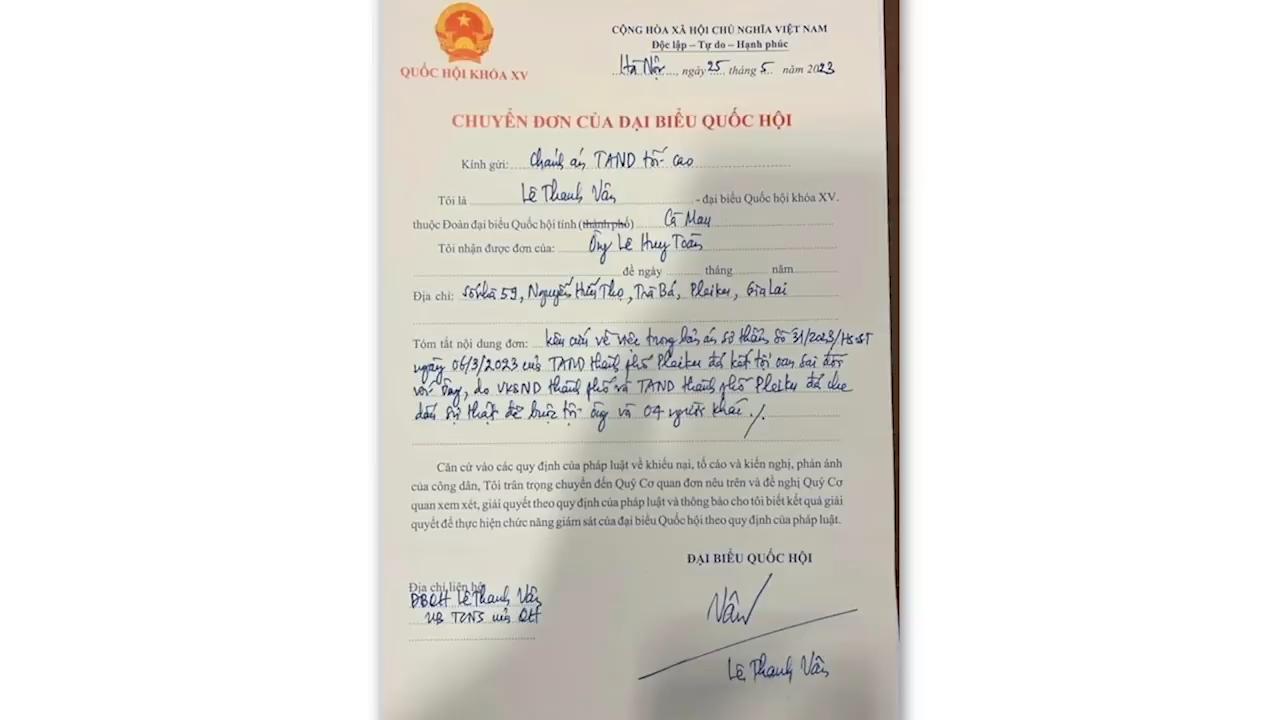 CỘNG HÒA XÃ HỘI CHỦ NGHĨA VIỆT NAM
Độc lập – Tự do – Hạnh phúc
QUỐC HỘI KHÓA XV
Hà Nội, ngày 25 tháng 5 năm 2023
CHUYỂN ĐƠN CỦA ĐẠI BIỂU QUỐC HỘI
Kính gửi: Chánh án TAND tối cao
Tôi là Lê Thanh Vân - đại biểu Quốc hội khóa XV.
thuộc Đoàn đại biểu Quốc hội tỉnh (thành phố) Cà Mau
Tôi nhận được đơn của: Ông Lê Huy Toàn
đề ngày tháng năm
Địa chỉ: Số nhà 59, Nguyễn Hữu Thọ, Trà Bá, Pleiku, Gia Lai
Tóm tắt nội dung đơn: kêu cứu về việc trong bản án sơ thẩm số 31/2023/HS-ST
ngày 06/3/2023 của TAND thành phố Pleiku đã kết tội oan sai đối
với ông, do VKSND thành phố và TAND thành phố Pleiku đã che
dấu sự thật để buộc tội ông và 04 người khác./.
Căn cứ vào các quy định của pháp luật về khiếu nại, tố cáo và kiến nghị, phản ánh
của công dân, Tôi trân trọng chuyển đến Quý Cơ quan đơn nêu trên và đề nghị Quý Cơ
quan xem xét, giải quyết theo quy định của pháp luật và thông báo cho tôi biết kết quả giải
quyết để thực hiện chức năng giám sát của đại biểu Quốc hội theo quy định của pháp luật.
ĐẠI BIỂU QUỐC HỘI
Địa chỉ liên hệ
ĐBQH Lê Thanh Vân
UB TCNS của QH
Vân
Lê Thanh Vân